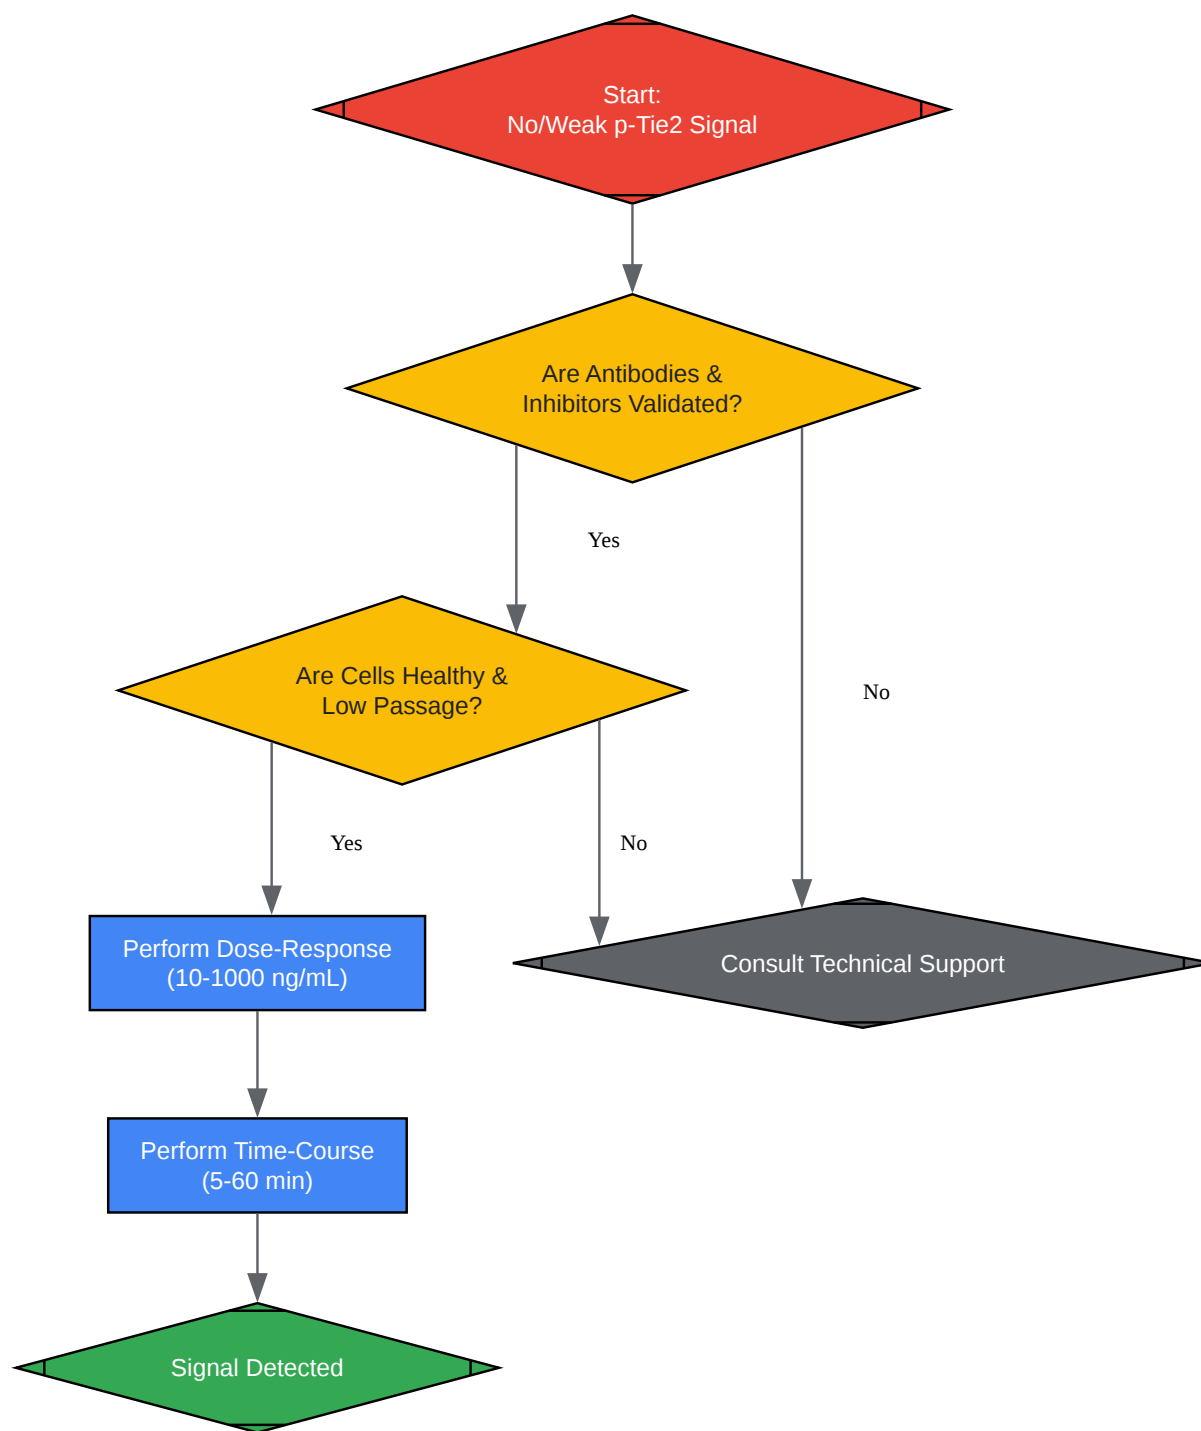 Start:
No/Weak p-Tie2 Signal
Are Antibodies &
Inhibitors Validated?
Yes
Are Cells Healthy &
Low Passage?
No
Yes
No
Perform Dose-Response
(10-1000 ng/mL)
Consult Technical Support
Perform Time-Course
(5-60 min)
Signal Detected